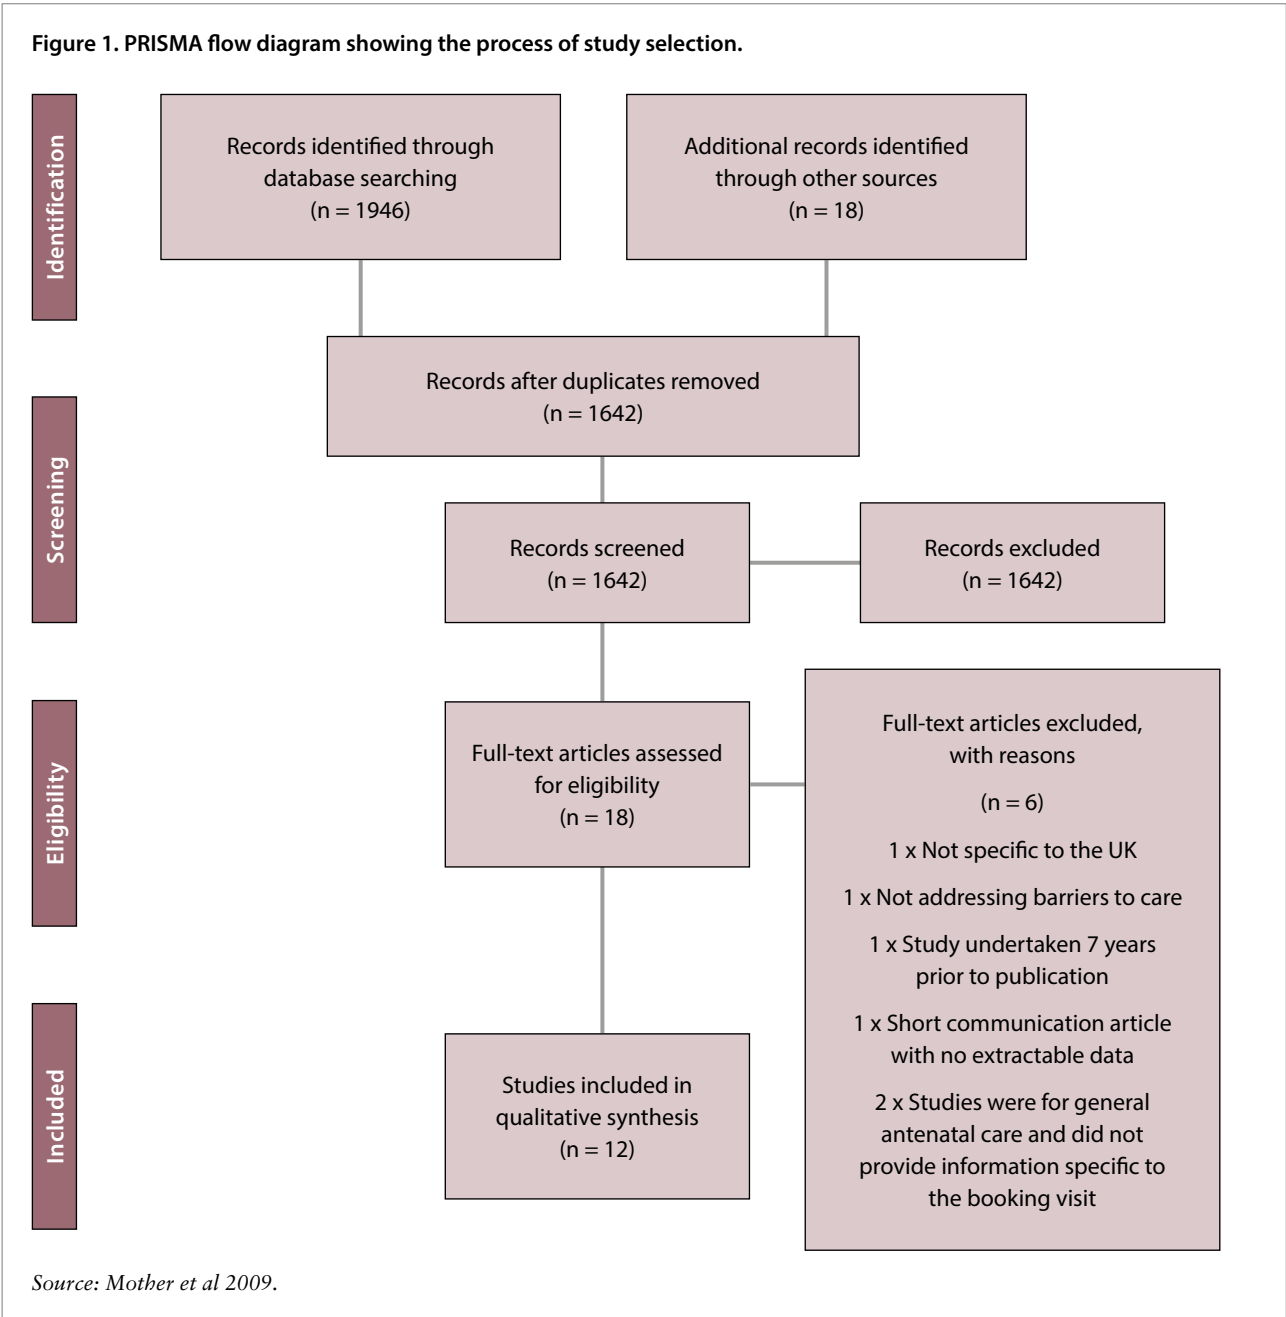 Figure 1. PRISMA flow diagram showing the process of study selection.
Identification
Records identified through
database searching
(n = 1946)
Additional records identified
through other sources
(n = 18)
Records after duplicates removed
(n = 1642)
Screening
Records screened
(n = 1642)
Records excluded
(n = 1642)
Eligibility
Full-text articles assessed
for eligibility
(n = 18)
Full-text articles excluded,
with reasons
(n = 6)
1 x Not specific to the UK
1 x Not addressing barriers to care
1 x Study undertaken 7 years
prior to publication
1 x Short communication article
with no extractable data
2 x Studies were for general
antenatal care and did not
provide information specific to
the booking visit
Included
Studies included in
qualitative synthesis
(n = 12)
Source: Mother et al 2009.